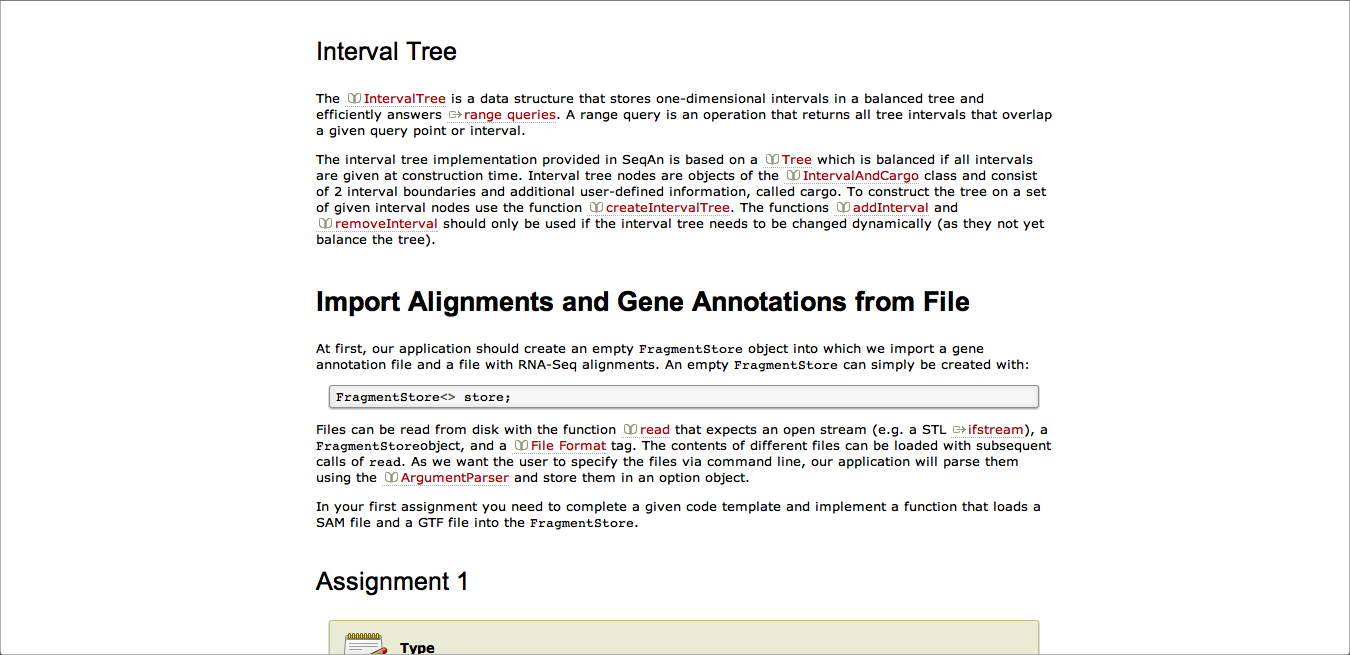 Interval Tree
The IntervalTree is a data structure that stores one-dimensional intervals in a balanced tree and
efficiently answers range queries. A range query is an operation that returns all tree intervals that overlap
a given query point or interval.
The interval tree implementation provided in SeqAn is based on a Tree which is balanced if all intervals
are given at construction time. Interval tree nodes are objects of the IntervalAndCargo class and consist
of 2 interval boundaries and additional user-defined information, called cargo. To construct the tree on a set
of given interval nodes use the function createIntervalTree. The functions addInterval and
removeInterval should only be used if the interval tree needs to be changed dynamically (as they not yet
balance the tree).
Import Alignments and Gene Annotations from File
At first, our application should create an empty FragmentStore object into which we import a gene
annotation file and a file with RNA-Seq alignments. An empty FragmentStore can simply be created with:
FragmentStore<> store;
Files can be read from disk with the function read that expects an open stream (e.g. a STL ifstream), a
FragmentStoreobject, and a File Format tag. The contents of different files can be loaded with subsequent
calls of read. As we want the user to specify the files via command line, our application will parse them
using the ArgumentParser and store them in an option object.
In your first assignment you need to complete a given code template and implement a function that loads a
SAM file and a GTF file into the FragmentStore.
Assignment 1
Type